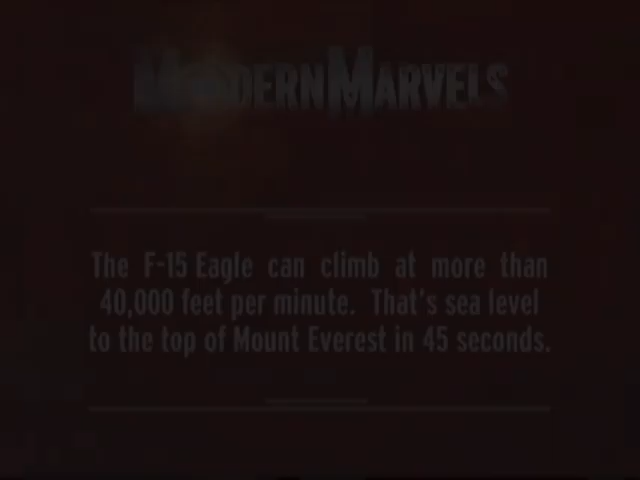 MODERN MARVELS
The F-15 Eagle can climb at more than
40,000 feet per minute. That's sea level
to the top of Mount Everest in 45 seconds.